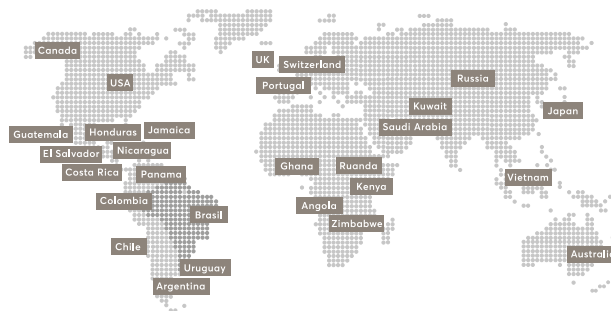 Canada
UK
Switzerland
USA
Russia
Portugal
Kuwait
Japan
Saudi Arabia
Guatemala
Honduras
Jamaica
El Salvador
Nicaragua
Costa Rica
Panama
Ghana
Ruanda
Vietnam
Kenya
Colombia
Angola
Brasil
Zimbabwe
Chile
Australia
Uruguay
Argentina